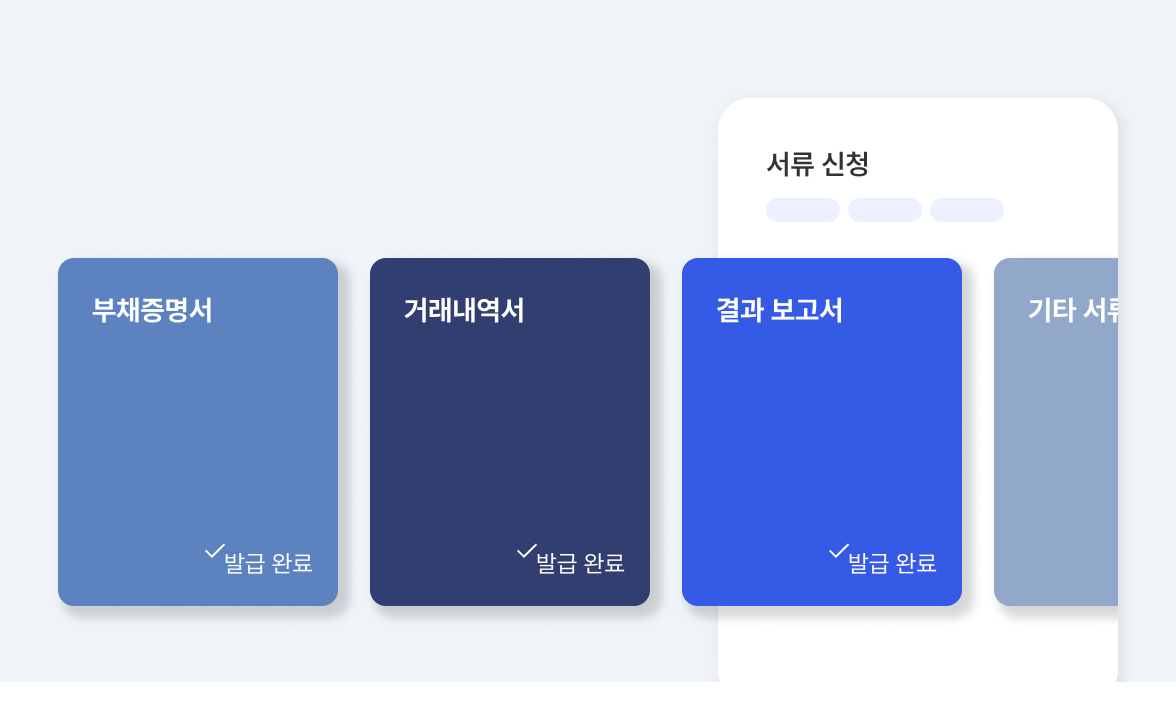 서류 신청
부채증명서
거래내역서
결과 보고서
기타 서류
발급 완료
발급 완료
발급 완료